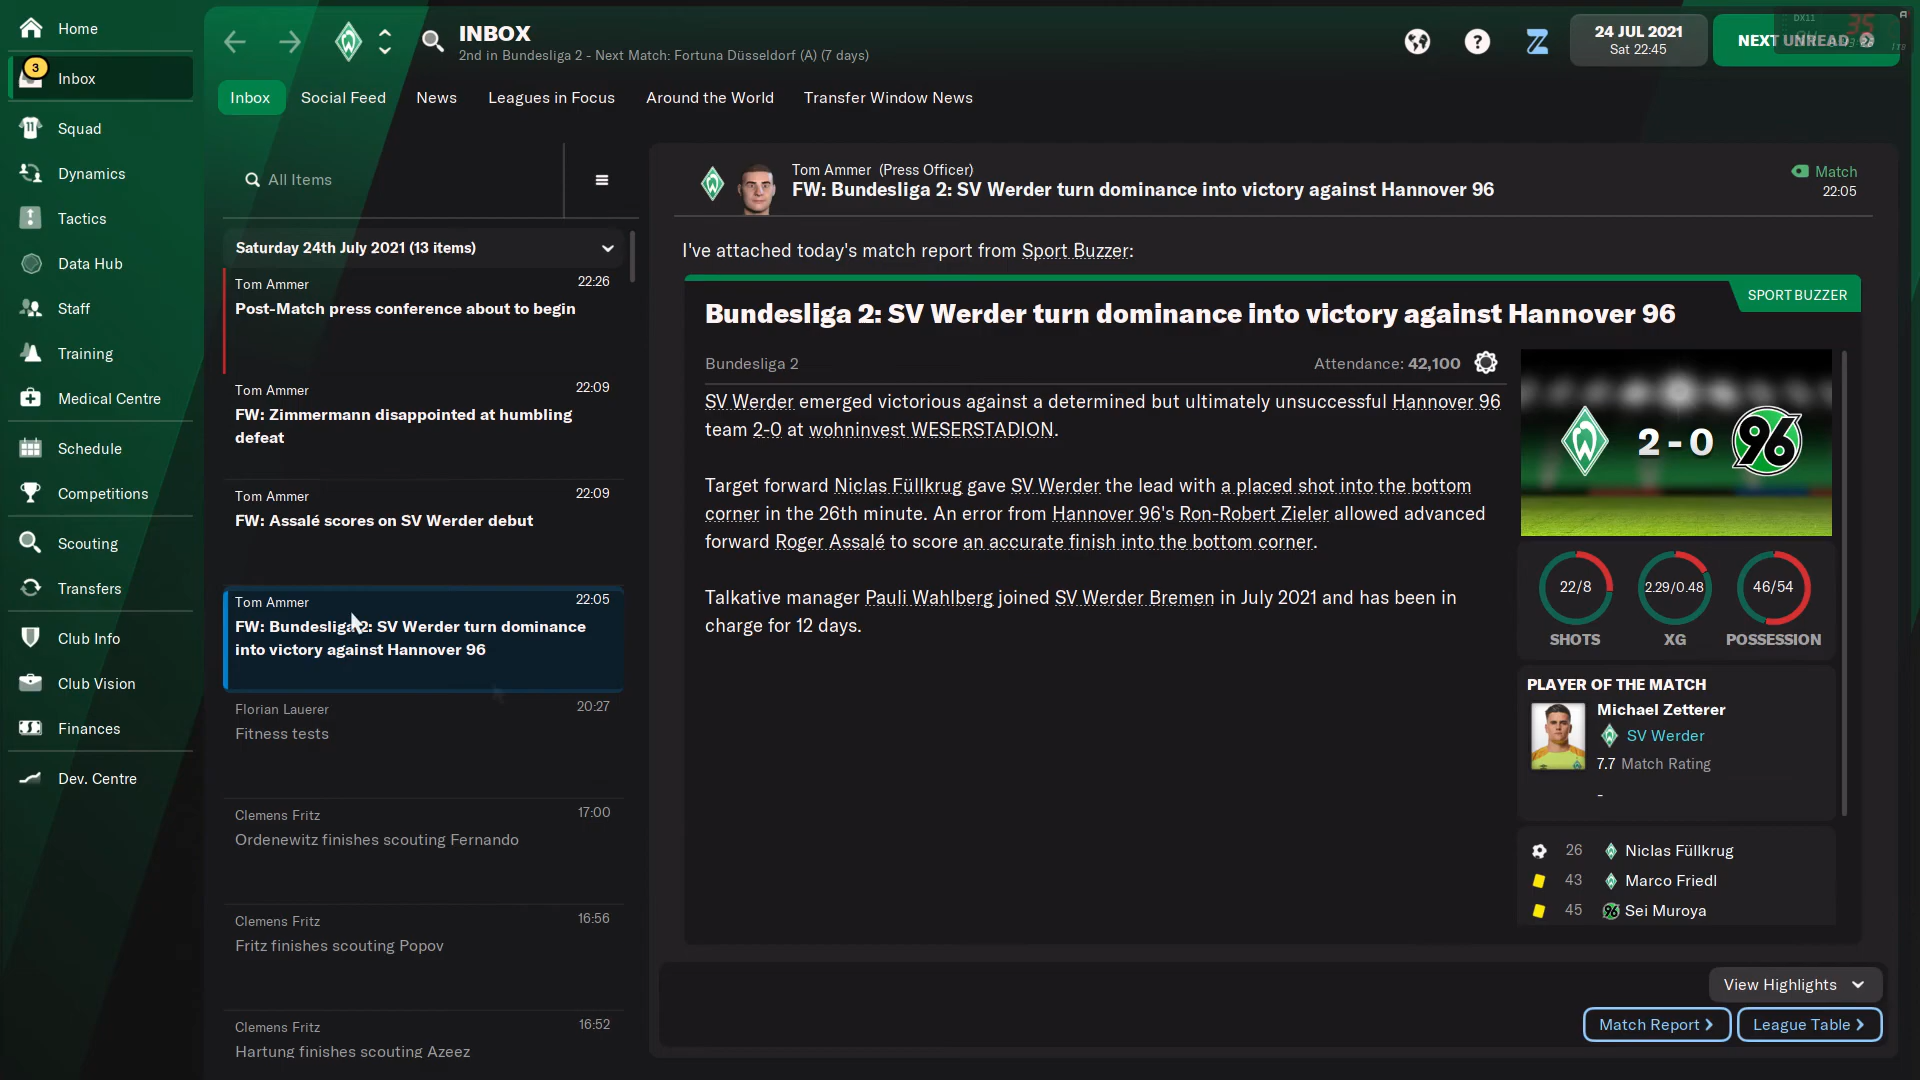 Home
3
Inbox
Squad
Dynamics
Tactics
Data Hub
Staff
Training
Medical Centre
Schedule
Competitions
Scouting
Transfers
Club Info
Club Vision
Finances
Dev. Centre
INBOX
2nd in Bundesliga 2 - Next Match: Fortuna Düsseldorf (A) (7 days)
24 JUL 2021
Sat 22:45
NEXT UNREAD
DX11
35
Inbox
Social Feed
News
Leagues in Focus
Around the World
Transfer Window News
All Items
Saturday 24th July 2021 (13 items)
Tom Ammer 22:26
Post-Match press conference about to begin
Tom Ammer 22:09
FW: Zimmermann disappointed at humbling
defeat
Tom Ammer 22:09
FW: Assalé scores on SV Werder debut
Tom Ammer 22:05
FW: Bundesliga 2: SV Werder turn dominance
into victory against Hannover 96
Florian Lauerer 20:27
Fitness tests
Clemens Fritz 17:00
Ordenewitz finishes scouting Fernando
Clemens Fritz 16:56
Fritz finishes scouting Popov
Clemens Fritz 16:52
Hartung finishes scouting Azeez
Tom Ammer (Press Officer)
FW: Bundesliga 2: SV Werder turn dominance into victory against Hannover 96
Match
22:05
I've attached today's match report from Sport Buzzer:
SPORT BUZZER
Bundesliga 2: SV Werder turn dominance into victory against Hannover 96
Bundesliga 2
Attendance: 42,100
SV Werder emerged victorious against a determined but ultimately unsuccessful Hannover 96
team 2-0 at wohninvest WESERSTADION.
Target forward Niclas Füllkrug gave SV Werder the lead with a placed shot into the bottom
corner in the 26th minute. An error from Hannover 96's Ron-Robert Zieler allowed advanced
forward Roger Assalé to score an accurate finish into the bottom corner.
Talkative manager Pauli Wahlberg joined SV Werder Bremen in July 2021 and has been in
charge for 12 days.
2 - 0
96
22/8
2.29/0.48
46/54
SHOTS
XG
POSSESSION
PLAYER OF THE MATCH
Michael Zetterer
SV Werder
7.7 Match Rating
-
26 Niclas Füllkrug
43 Marco Friedl
45 Sei Muroya
View Highlights
Match Report
League Table